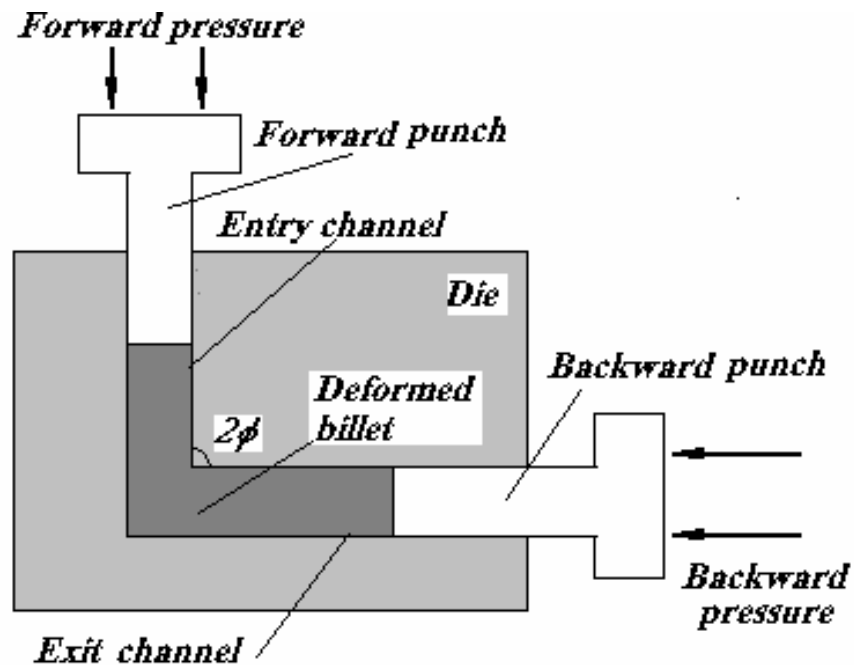 Forward pressure
Forward punch
Entry channel
Die
Backward punch
Deformed
billet
2ϕ
Backward
pressure
Exit channel